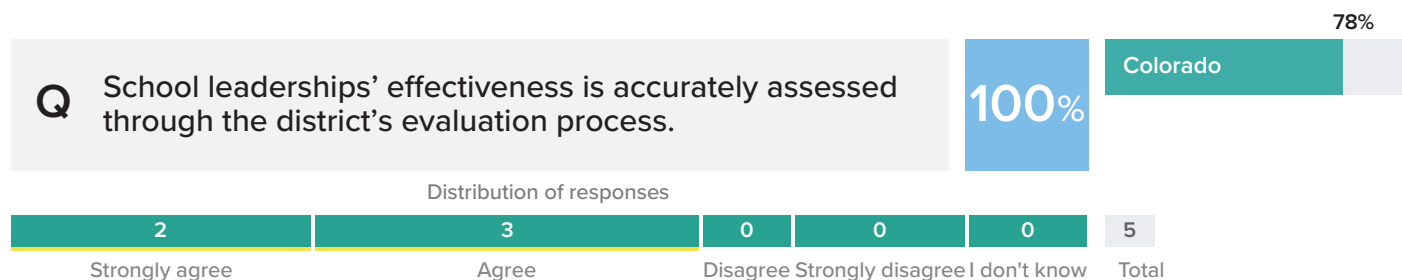 78%
Q
School leaderships’ effectiveness is accurately assessed
through the district’s evaluation process.
100%
Colorado
Distribution of responses
2 3 0 0 0 5
Strongly agree Agree Disagree Strongly disagree I don't know Total